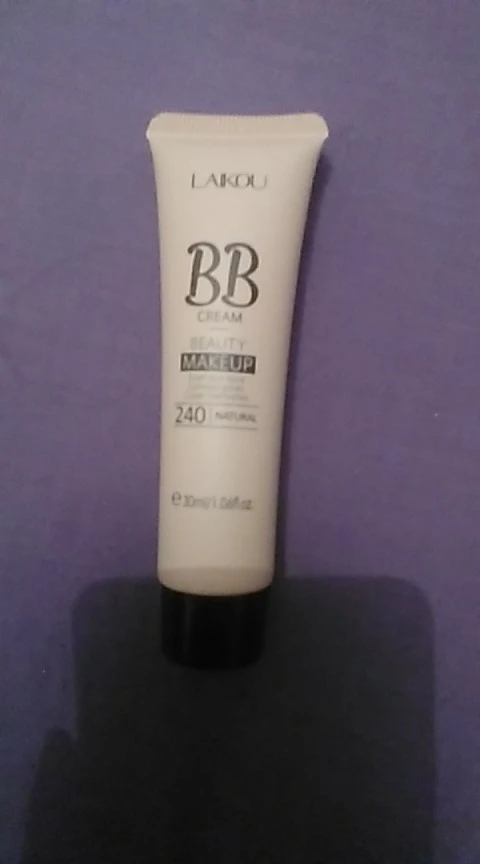 LAIKOU
BB
CREAM
BEAUTY
MAKEUP
240 NATURAL
e 30ml/1.06fl.oz